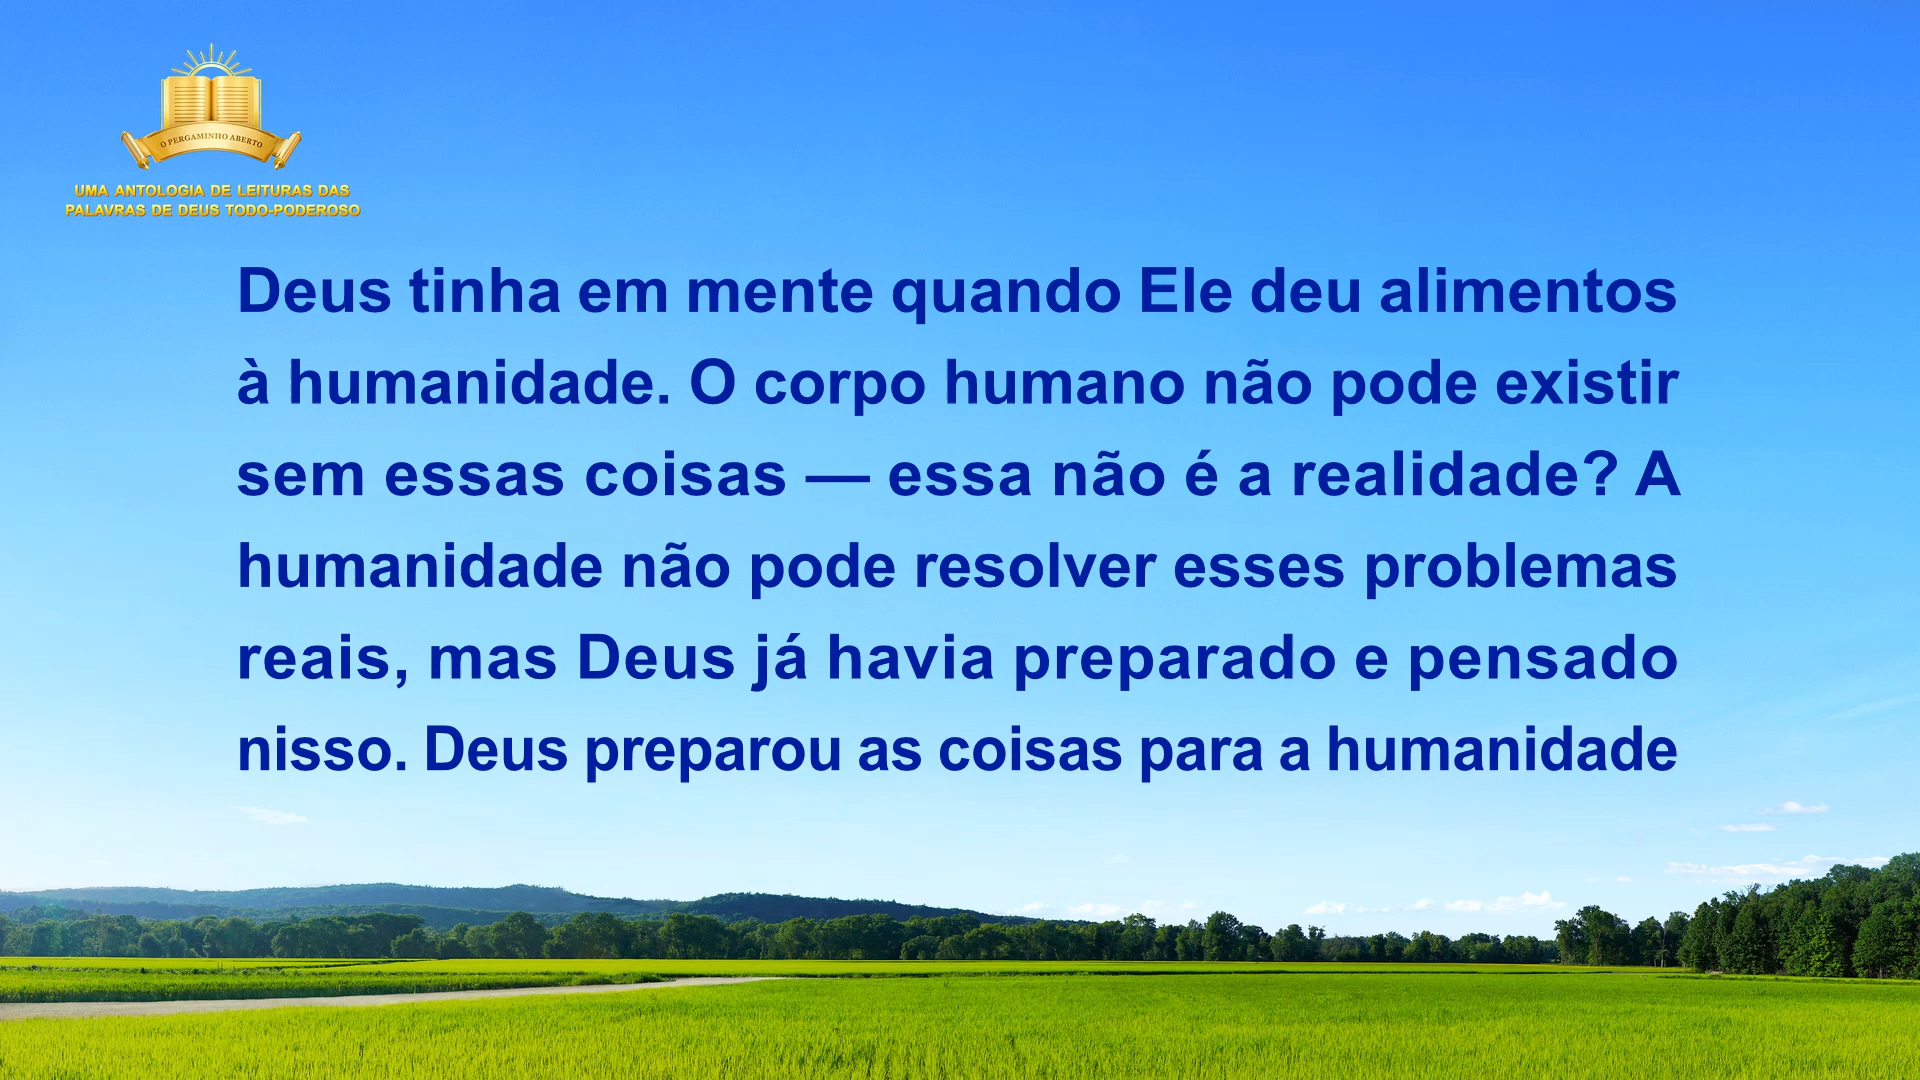 O PERGAMINHO ABERTO
UMA ANTOLOGIA DE LEITURAS DAS
PALAVRAS DE DEUS TODO-PODEROSO
Deus tinha em mente quando Ele deu alimentos
à humanidade. O corpo humano não pode existir
sem essas coisas — essa não é a realidade? A
humanidade não pode resolver esses problemas
reais, mas Deus já havia preparado e pensado
nisso. Deus preparou as coisas para a humanidade